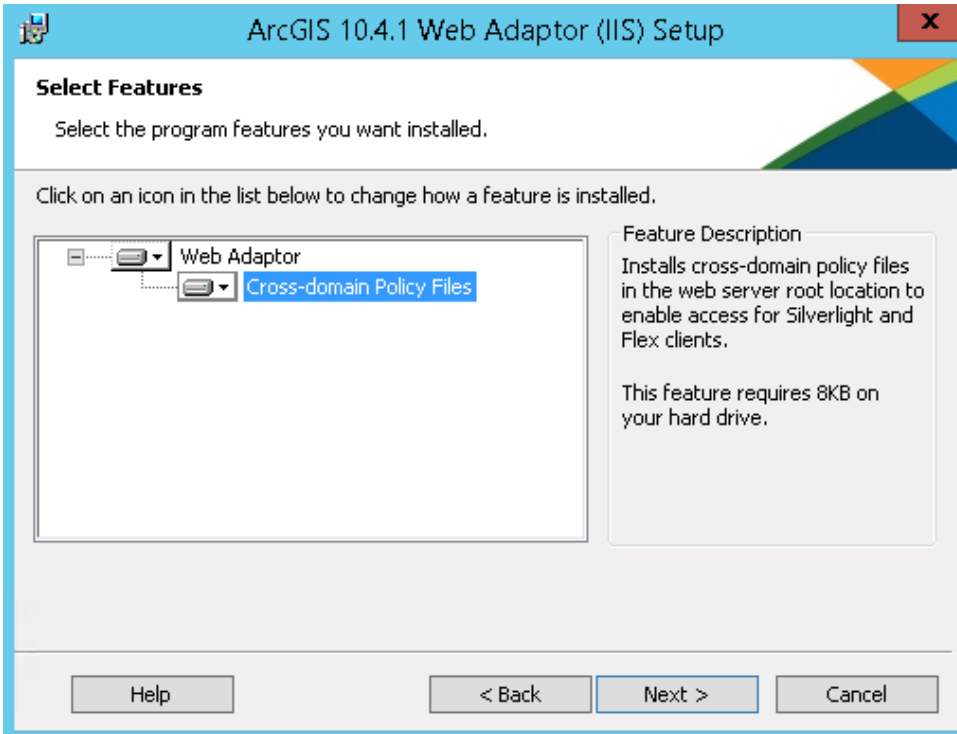 ArcGIS 10.4.1 Web Adaptor (IIS) Setup
x
Select Features
Select the program features you want installed.
Click on an icon in the list below to change how a feature is installed.
Web Adaptor
Cross-domain Policy Files
Feature Description
Installs cross-domain policy files
in the web server root location to
enable access for Silverlight and
Flex clients.
This feature requires 8KB on
your hard drive.
Help
< Back
Next >
Cancel